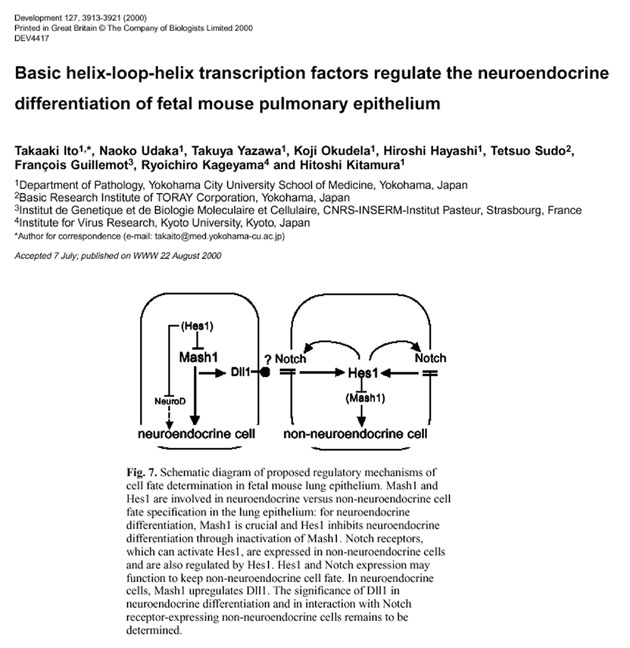 Development 127, 3913-3921 (2000)
Printed in Great Britain © The Company of Biologists Limited 2000
DEV4417
Basic helix-loop-helix transcription factors regulate the neuroendocrine
differentiation of fetal mouse pulmonary epithelium
Takaaki Ito1,*, Naoko Udaka1, Takuya Yazawa1, Koji Okudela1, Hiroshi Hayashi1, Tetsuo Sudo2,
François Guillemot3, Ryoichiro Kageyama4 and Hitoshi Kitamura1
1Department of Pathology, Yokohama City University School of Medicine, Yokohama, Japan
2Basic Research Institute of TORAY Corporation, Yokohama, Japan
3Institut de Genetique et de Biologie Moleculaire et Cellulaire, CNRS-INSERM-Institut Pasteur, Strasbourg, France
4Institute for Virus Research, Kyoto University, Kyoto, Japan
*Author for correspondence (e-mail: takaito@med.yokohama-cu.ac.jp)
Accepted 7 July; published on WWW 22 August 2000
(Hes1)
Mash1
Dll1
? Notch
Notch
Hes1
(Mash1)
NeuroD
neuroendocrine cell
non-neuroendocrine cell
Fig. 7. Schematic diagram of proposed regulatory mechanisms of
cell fate determination in fetal mouse lung epithelium. Mash1 and
Hes1 are involved in neuroendocrine versus non-neuroendocrine cell
fate specification in the lung epithelium: for neuroendocrine
differentiation, Mash1 is crucial and Hes1 inhibits neuroendocrine
differentiation through inactivation of Mash1. Notch receptors,
which can activate Hes1, are expressed in non-neuroendocrine cells
and are also regulated by Hes1. Hes1 and Notch expression may
function to keep non-neuroendocrine cell fate. In neuroendocrine
cells, Mash1 upregulates Dll1. The significance of Dll1 in
neuroendocrine differentiation and in interaction with Notch
receptor-expressing non-neuroendocrine cells remains to be
determined.